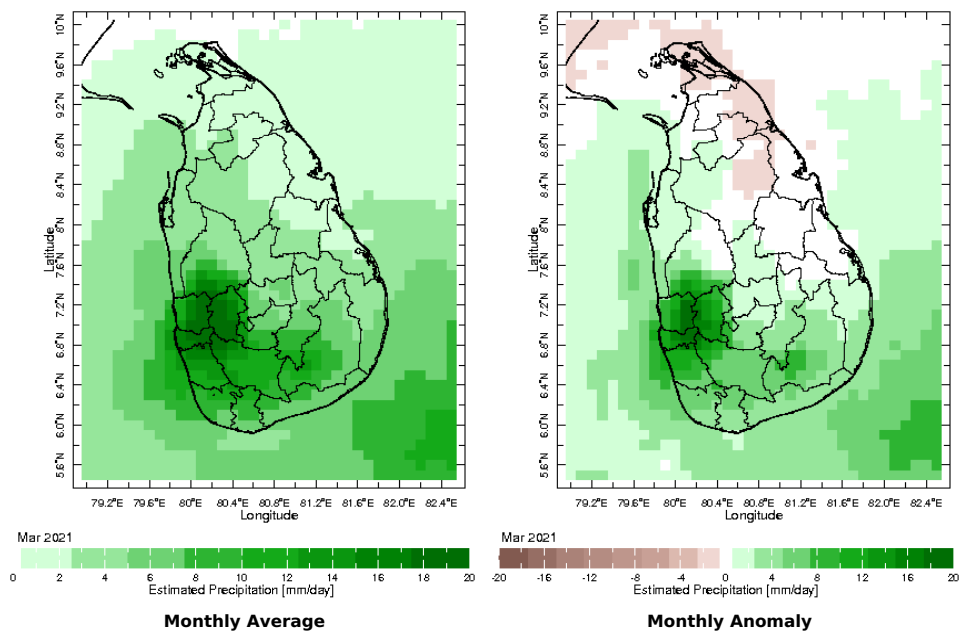 10°N
9.6°N
9.2°N
8.8°N
8.4°N
8°N
7.6°N
7.2°N
6.8°N
6.4°N
6.0°N
5.6°N
Latitude
79.2°E 79.6°E 80°E 80.4°E 80.8°E 81.2°E 81.6°E 82.0°E 82.4°E
Longitude
Mar 2021
0 2 4 6 8 10 12 14 16 18 20
Estimated Precipitation [mm/day]
Monthly Average
10°N
9.6°N
9.2°N
8.8°N
8.4°N
8°N
7.6°N
7.2°N
6.8°N
6.4°N
6.0°N
5.6°N
Latitude
79.2°E 79.6°E 80°E 80.4°E 80.8°E 81.2°E 81.6°E 82.0°E 82.4°E
Longitude
Mar 2021
-20 -16 -12 -8 -4 0 4 8 12 16 20
Estimated Precipitation [mm/day]
Monthly Anomaly